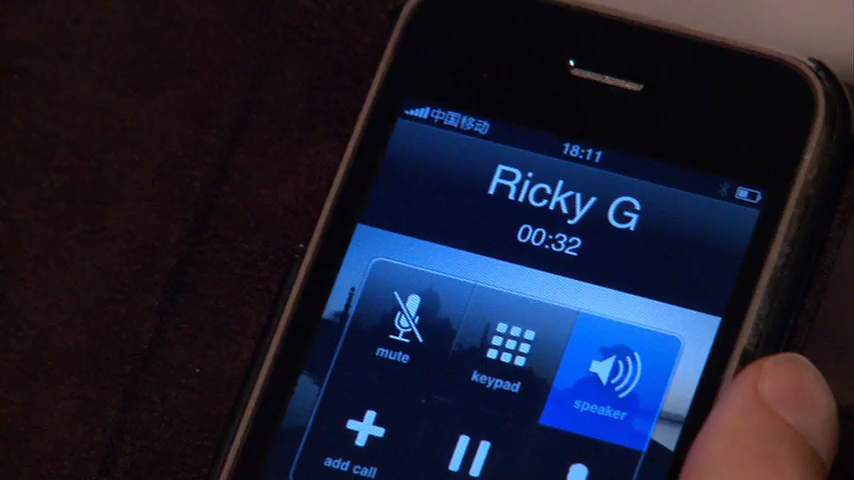 中国移动
18:11
Ricky G
00:32
mute
keypad
speaker
add call